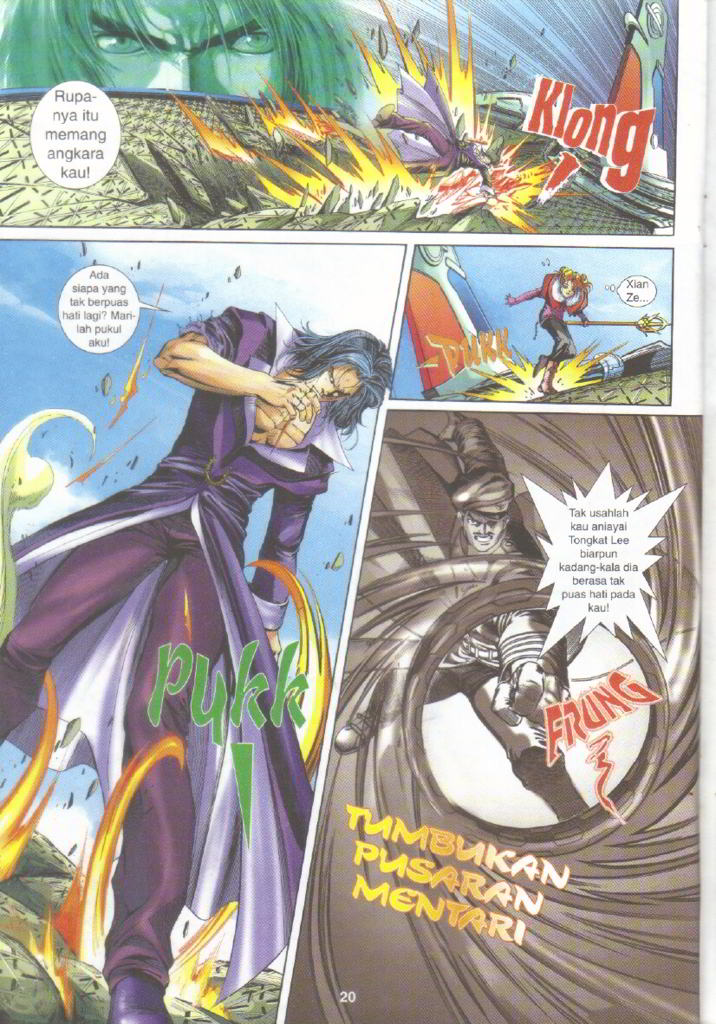 Rupa-
nya itu
memang
angkara
kau!
Klong
!
Ada
siapa yang
tak berpuas
hati lagi? Mari-
lah pukul
aku!
Xian
Ze...
PUKK
Tak usahlah
kau aniayai
Tongkat Lee
biarpun
kadang-kala dia
berasa tak
puas hati pada
kau!
Pukk
!
FRUNG
TUMBUKAN
PUSARAN
MENTARI
20